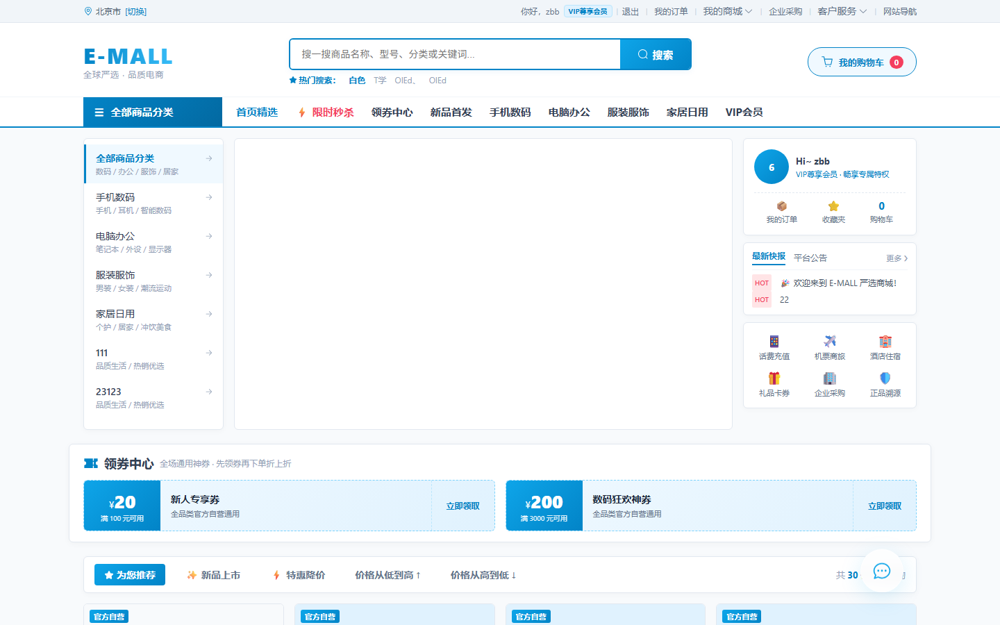 北京市 [切换]
你好，zbb VIP尊享会员 | 退出 | 我的订单 | 我的商城 | 企业采购 | 客户服务 | 网站导航
E-MALL
全球严选 · 品质电商
搜一搜商品名称、型号、分类或关键词...
搜索
热门搜索： 白色 T学 OIEd、 OIEd
我的购物车 0
全部商品分类
首页精选 限时秒杀 领券中心 新品首发 手机数码 电脑办公 服装服饰 家居日用 VIP会员
全部商品分类
数码 / 办公 / 服饰 / 居家
手机数码
手机 / 耳机 / 智能数码
电脑办公
笔记本 / 外设 / 显示器
服装服饰
男装 / 女装 / 潮流运动
家居日用
个护 / 居家 / 冲饮美食
111
品质生活 / 热销优选
23123
品质生活 / 热销优选
6
Hi~ zbb
VIP尊享会员 · 畅享专属特权
我的订单 收藏夹
0
购物车
最新快报 平台公告 更多
HOT 欢迎来到 E-MALL 严选商城！
HOT 22
话费充值 机票商旅 酒店住宿
礼品卡券 企业采购 正品溯源
领券中心 全场通用神券 · 先领券再下单折上折
¥20
满 100 元可用
新人专享券
全品类官方自营通用
立即领取
¥200
满 3000 元可用
数码狂欢神券
全品类官方自营通用
立即领取
为您推荐 新品上市 特惠降价 价格从低到高 ↑ 价格从高到低 ↓
共 30
官方自营 官方自营 官方自营 官方自营